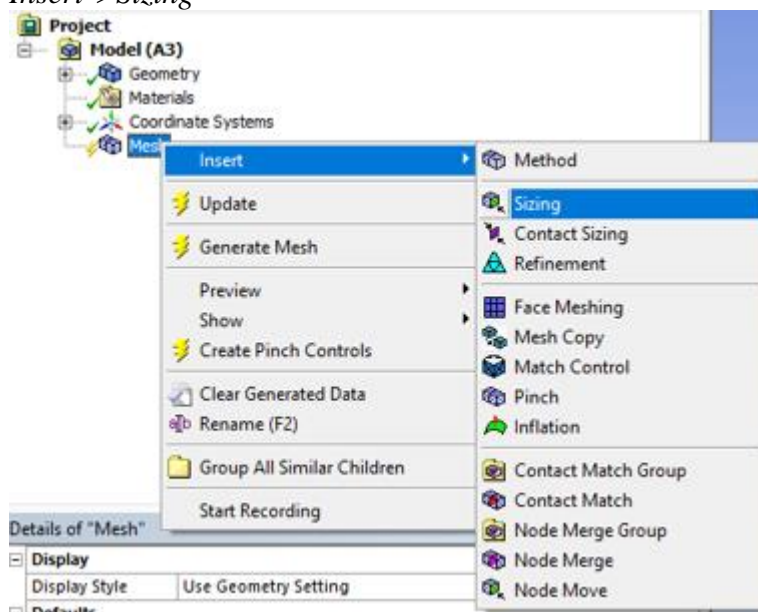 Insert > Sizing
Project
Model (A3)
Geometry
Materials
Coordinate Systems
Mesh
Insert
Update
Generate Mesh
Preview
Show
Create Pinch Controls
Clear Generated Data
Rename (F2)
Group All Similar Children
Start Recording
Method
Sizing
Contact Sizing
Refinement
Face Meshing
Mesh Copy
Match Control
Pinch
Inflation
Contact Match Group
Contact Match
Node Merge Group
Node Merge
Node Move
Details of "Mesh"
Display
Display Style Use Geometry Setting
Defaults